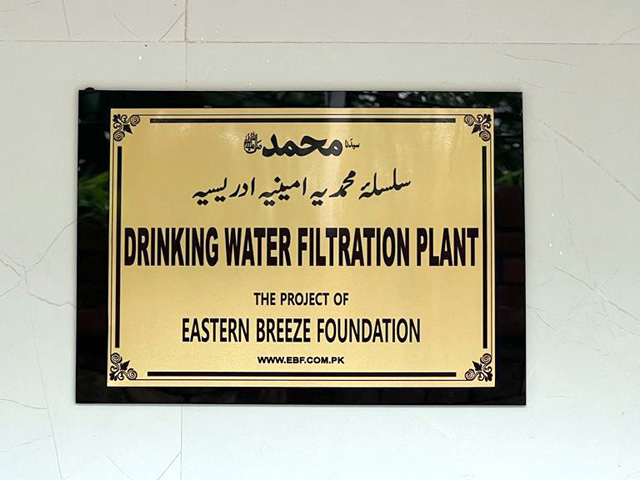 سیدنا محمد ﷺ
سلسلۂ محمدیہ امینیہ ادریسیہ
DRINKING WATER FILTRATION PLANT
THE PROJECT OF
EASTERN BREEZE FOUNDATION
WWW.EBF.COM.PK